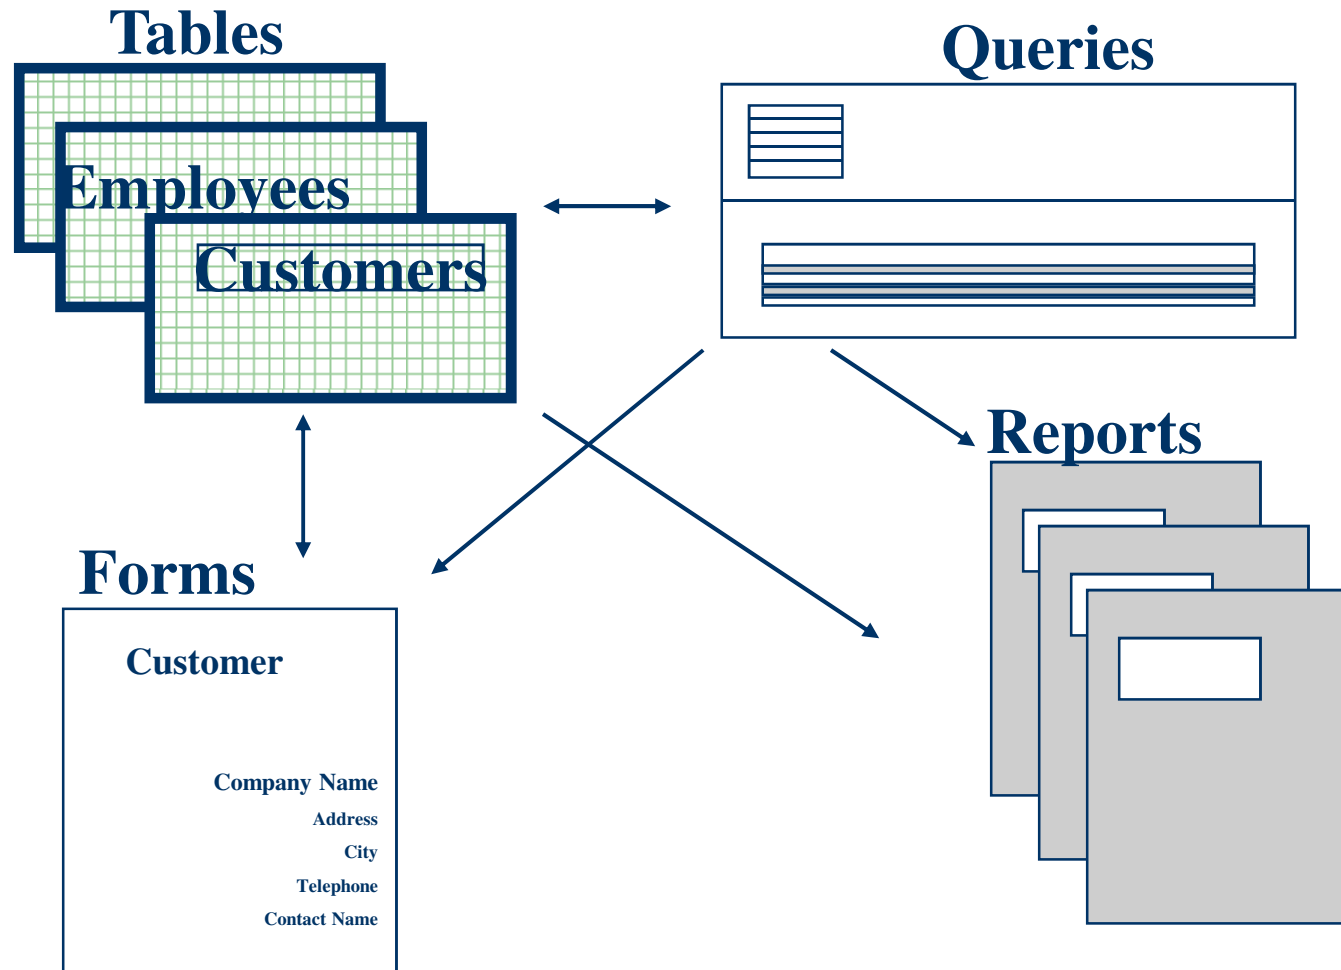 Tables
Queries
Employees
Customers
Reports
Forms
Customer
Company Name
Address
City
Telephone
Contact Name